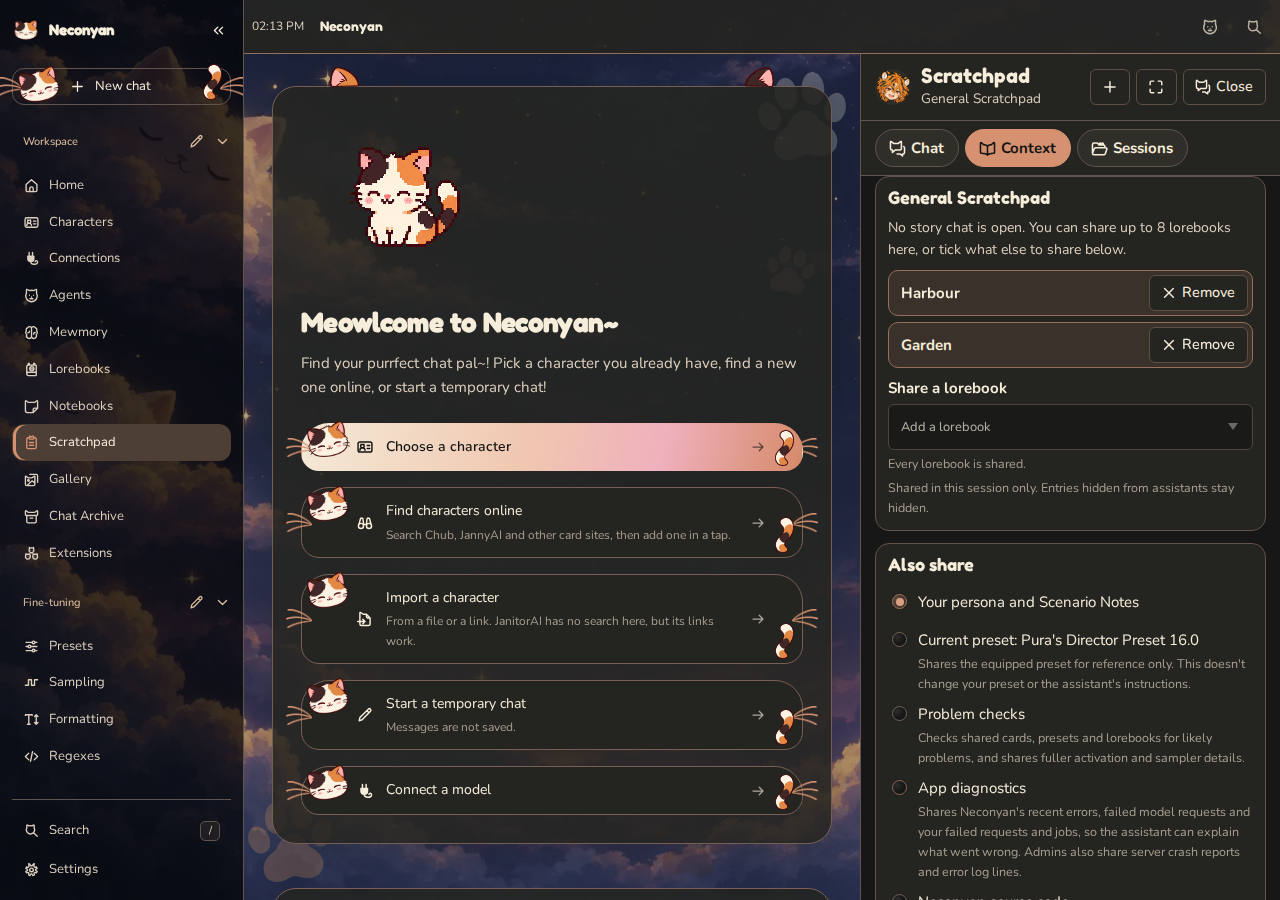 Neconyan
New chat
Workspace
Home
Characters
Connections
Agents
Mewmory
Lorebooks
Notebooks
Scratchpad
Gallery
Chat Archive
Extensions
Fine-tuning
Presets
Sampling
Formatting
Regexes
Search
/
Settings
02:13 PM
Neconyan
Meowlcome to Neconyan~
Find your purrfect chat pal~! Pick a character you already have, find a new
one online, or start a temporary chat!
Choose a character
Find characters online
Search Chub, JannyAI and other card sites, then add one in a tap.
Import a character
From a file or a link. JanitorAI has no search here, but its links
work.
Start a temporary chat
Messages are not saved.
Connect a model
Scratchpad
General Scratchpad
Close
Chat
Context
Sessions
General Scratchpad
No story chat is open. You can share up to 8 lorebooks
here, or tick what else to share below.
Harbour
Remove
Garden
Remove
Share a lorebook
Add a lorebook
Every lorebook is shared.
Shared in this session only. Entries hidden from assistants stay
hidden.
Also share
Your persona and Scenario Notes
Current preset: Pura's Director Preset 16.0
Shares the equipped preset for reference only. This doesn't
change your preset or the assistant's instructions.
Problem checks
Checks shared cards, presets and lorebooks for likely
problems, and shares fuller activation and sampler details.
App diagnostics
Shares Neconyan's recent errors, failed model requests and
your failed requests and jobs, so the assistant can explain
what went wrong. Admins also share server crash reports
and error log lines.